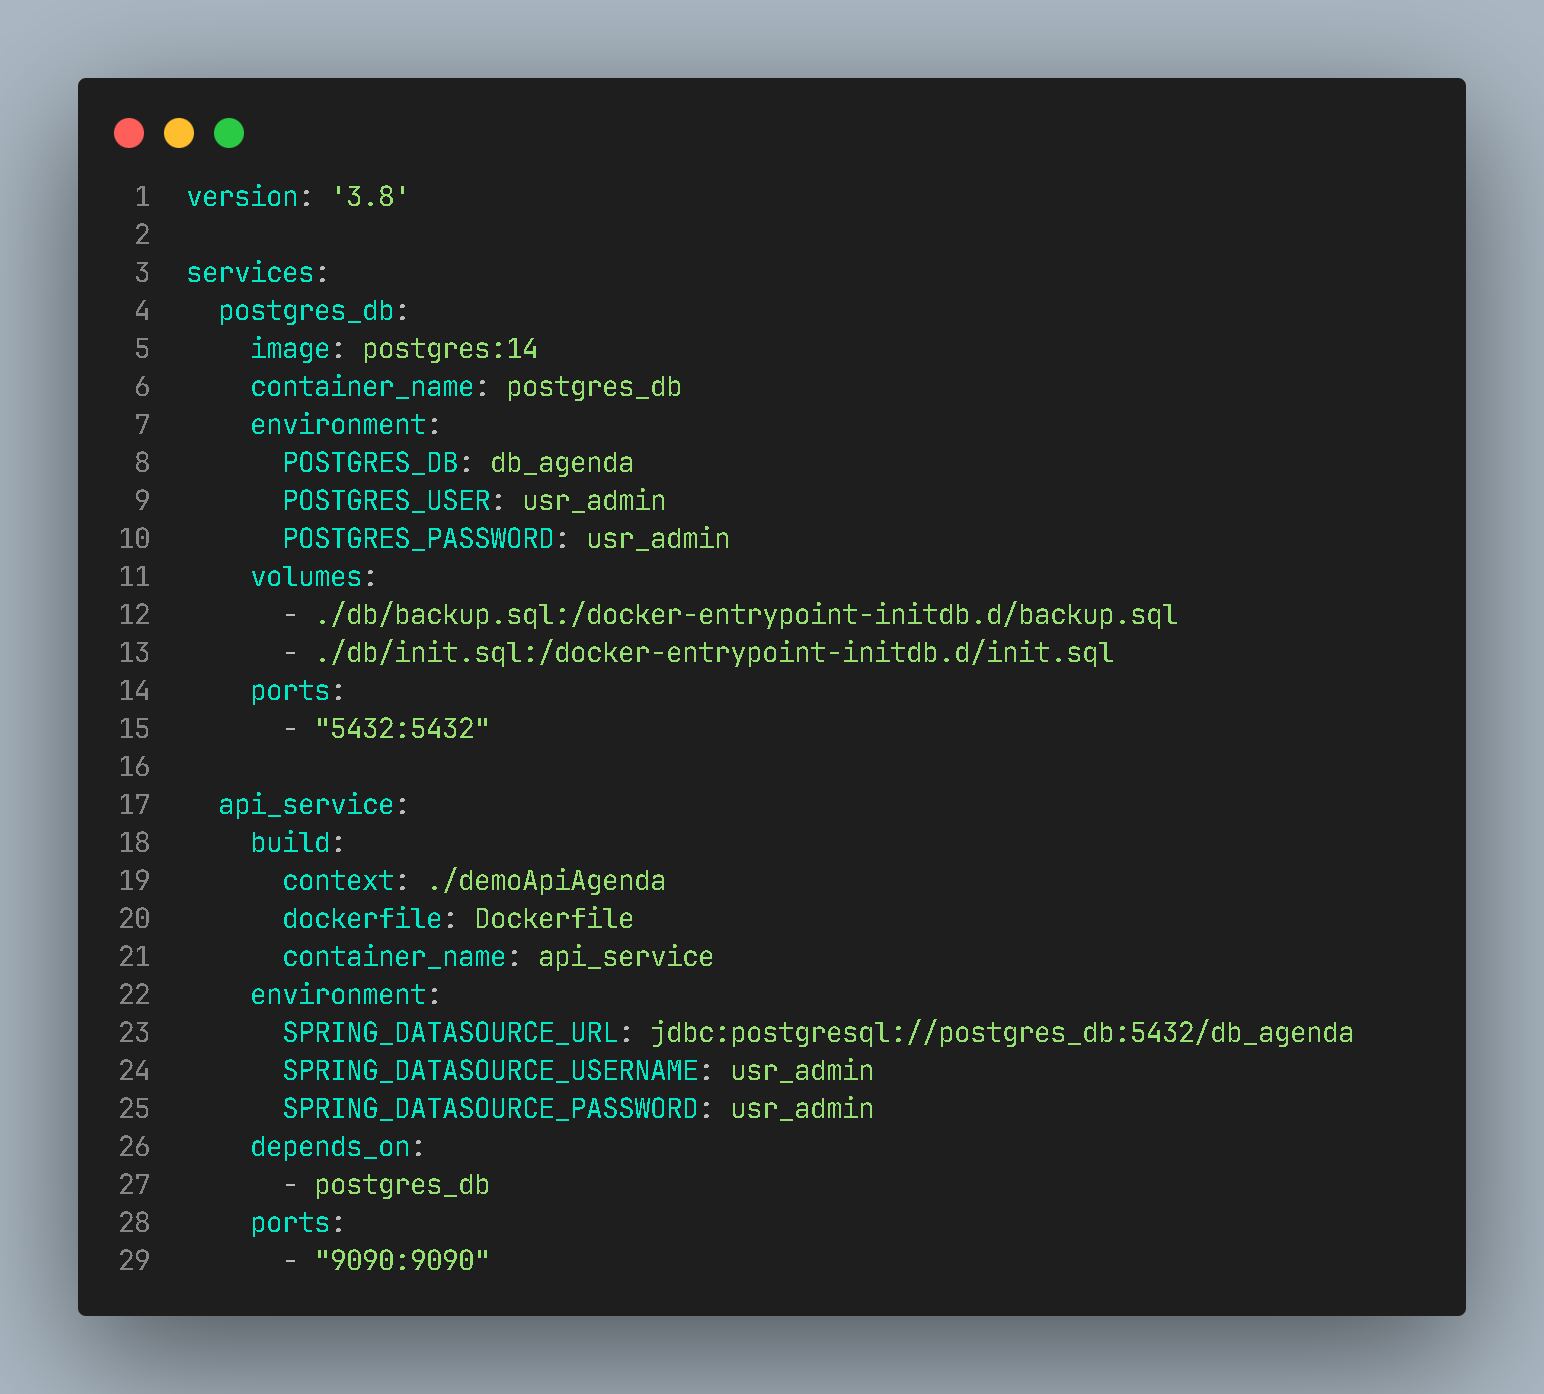 1 version: '3.8'
2
3 services:
4   postgres_db:
5     image: postgres:14
6     container_name: postgres_db
7     environment:
8       POSTGRES_DB: db_agenda
9       POSTGRES_USER: usr_admin
10       POSTGRES_PASSWORD: usr_admin
11     volumes:
12       - ./db/backup.sql:/docker-entrypoint-initdb.d/backup.sql
13       - ./db/init.sql:/docker-entrypoint-initdb.d/init.sql
14     ports:
15       - "5432:5432"
16
17   api_service:
18     build:
19       context: ./demoApiAgenda
20       dockerfile: Dockerfile
21       container_name: api_service
22     environment:
23       SPRING_DATASOURCE_URL: jdbc:postgresql://postgres_db:5432/db_agenda
24       SPRING_DATASOURCE_USERNAME: usr_admin
25       SPRING_DATASOURCE_PASSWORD: usr_admin
26     depends_on:
27       - postgres_db
28     ports:
29       - "9090:9090"